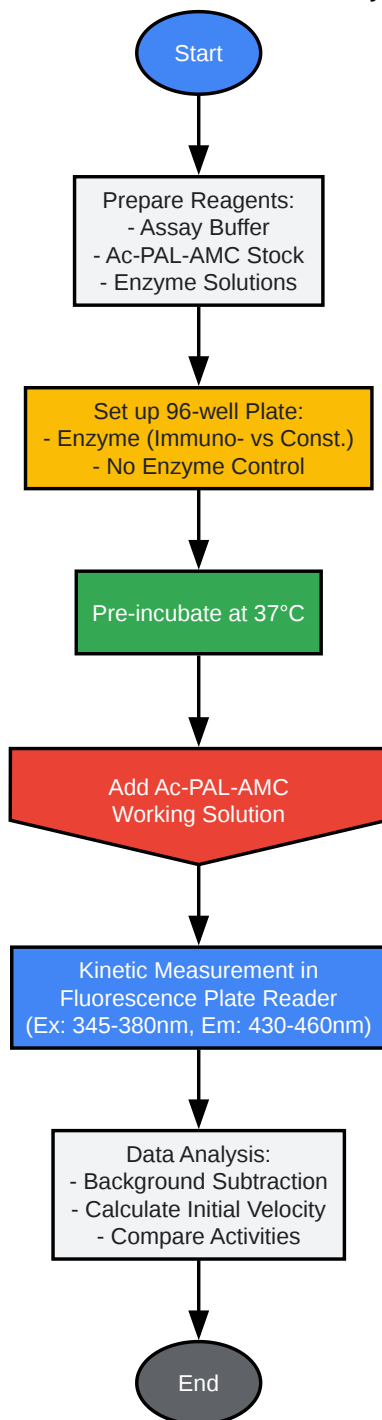 Start
Prepare Reagents:
- Assay Buffer
- Ac-PAL-AMC Stock
- Enzyme Solutions
Set up 96-well Plate:
- Enzyme (Immuno- vs Const.)
- No Enzyme Control
Pre-incubate at 37°C
Add Ac-PAL-AMC
Working Solution
Kinetic Measurement in
Fluorescence Plate Reader
(Ex: 345-380nm, Em: 430-460nm)
Data Analysis:
- Background Subtraction
- Calculate Initial Velocity
- Compare Activities
End